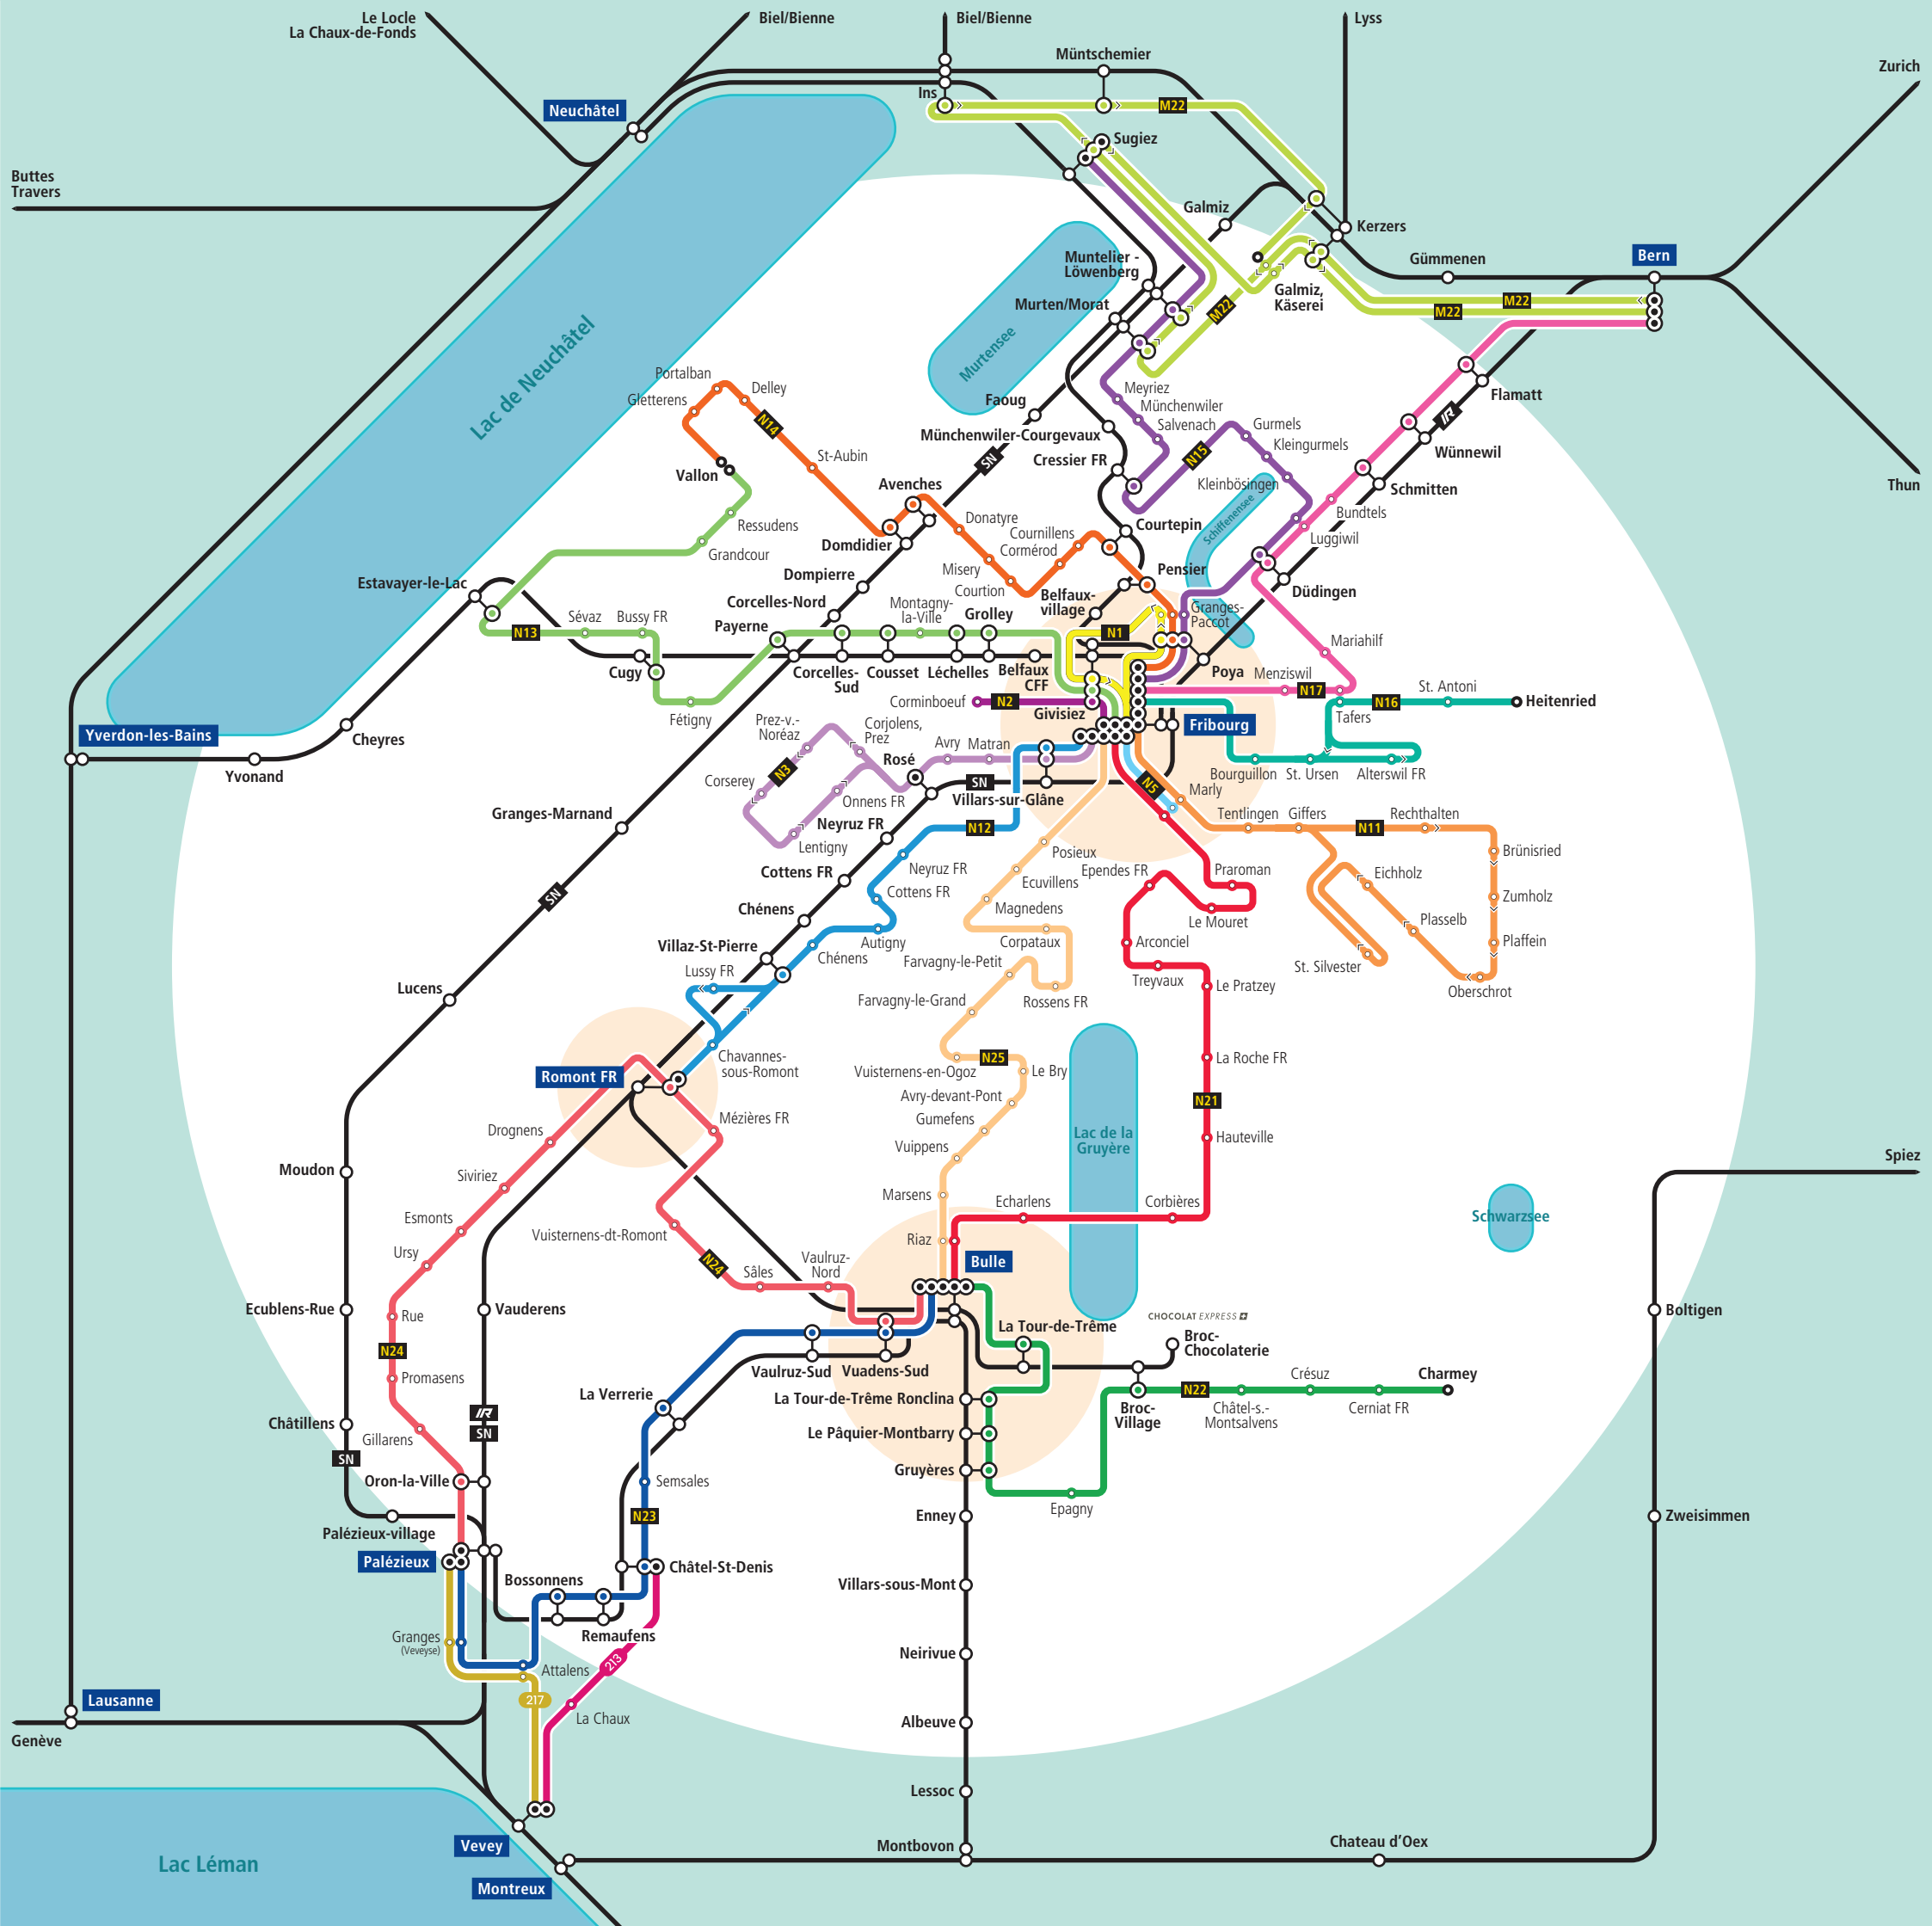 Le Locle
La Chaux-de-Fonds
Biel/Bienne
Biel/Bienne
Lyss
Müntschemier
Zurich
Ins
M22
Neuchâtel
Sugiez
Buttes
Travers
Galmiz
Kerzers
Gümmenen
Bern
Muntelier -
Löwenberg
Galmiz,
Käserei
M22
M22
M22
Murten/Morat
Lac de Neuchâtel
Murtensee
Portalban
Delley
Gletterens
N14
Meyriez
Münchenwiler
Salvenach
Faoug
Flamatt
IR
Gurmels
Kleingurmels
Münchenwiler-Courgevaux
Wünnewil
St-Aubin
SN
Cressier FR
N15
Vallon
Avenches
Kleinbösingen
Schmitten
Thun
Ressudens
Bundtels
Schiffenensee
Donatyre
Cournillens
Courtepin
Luggiwil
Domdidier
Grandcour
Cormérod
Misery
Pensier
Dompierre
Estavayer-le-Lac
Courtion
Belfaux-
village
Düdingen
Corcelles-Nord
Montagny-
la-Ville
Grolley
Granges-
Paccot
Sévaz
Bussy FR
Payerne
N13
N1
Mariahilf
Cugy
Corcelles-
Sud
Cousset
Léchelles
Belfaux
CFF
Poya
Menziswil
N17
St. Antoni
Corminboeuf
N2
N16
Heitenried
Fétigny
Givisiez
Tafers
Prez-v.-
Noréaz
Corjolens,
Prez
Fribourg
Yverdon-les-Bains
Cheyres
Avry
Matran
Rosé
Yvonand
N3
Corserey
SN
Bourguillon
St. Ursen
Alterswil FR
Onnens FR
Villars-sur-Glâne
N5
Marly
Granges-Marnand
Neyruz FR
N12
Tentlingen
Giffers
N11
Rechthalten
Lentigny
Posieux
Brünisried
Neyruz FR
Cottens FR
Ependes FR
Praroman
Eichholz
SN
Cottens FR
Ecuvillens
Zumholz
Chénens
Magnedens
Le Mouret
Plasselb
Villaz-St-Pierre
Autigny
Corpataux
Arconciel
Plaffein
Chénens
Lussy FR
Farvagny-le-Petit
St. Silvester
Treyvaux
Lucens
Farvagny-le-Grand
Rossens FR
Le Pratzey
Oberschrot
Chavannes-
sous-Romont
N25
La Roche FR
Romont FR
Vuisternens-en-Ogoz
Le Bry
Avry-devant-Pont
N21
Mézières FR
Gumefens
Drognens
Lac de la
Gruyère
Hauteville
Vuippens
Moudon
Spiez
Siviriez
Marsens
Echarlens
Corbières
Esmonts
Schwarzsee
Vuisternens-dt-Romont
Riaz
Ursy
N24
Vaulruz-
Nord
Bulle
Sâles
Ecublens-Rue
Rue
Vauderens
CHOCOLAT EXPRESS
Boltigen
La Tour-de-Trême
Broc-
Chocolaterie
N24
Vaulruz-Sud
Vuadens-Sud
Promasens
La Verrerie
La Tour-de-Trême Ronclina
N22
Crésuz
Charmey
Broc-
Village
Châtel-s.-
Montsalvens
Cerniat FR
IR
SN
Châtillens
Gillarens
Le Pâquier-Montbarry
SN
Oron-la-Ville
Semsales
Gruyères
Epagny
N23
Enney
Zweisimmen
Palézieux-village
Palézieux
Châtel-St-Denis
Bossonnens
Villars-sous-Mont
Remaufens
Granges
(Veveyse)
Attalens
213
Neirivue
Lausanne
217
La Chaux
Albeuve
Genève
Lessoc
Vevey
Montbovon
Chateau d’Oex
Lac Léman
Montreux